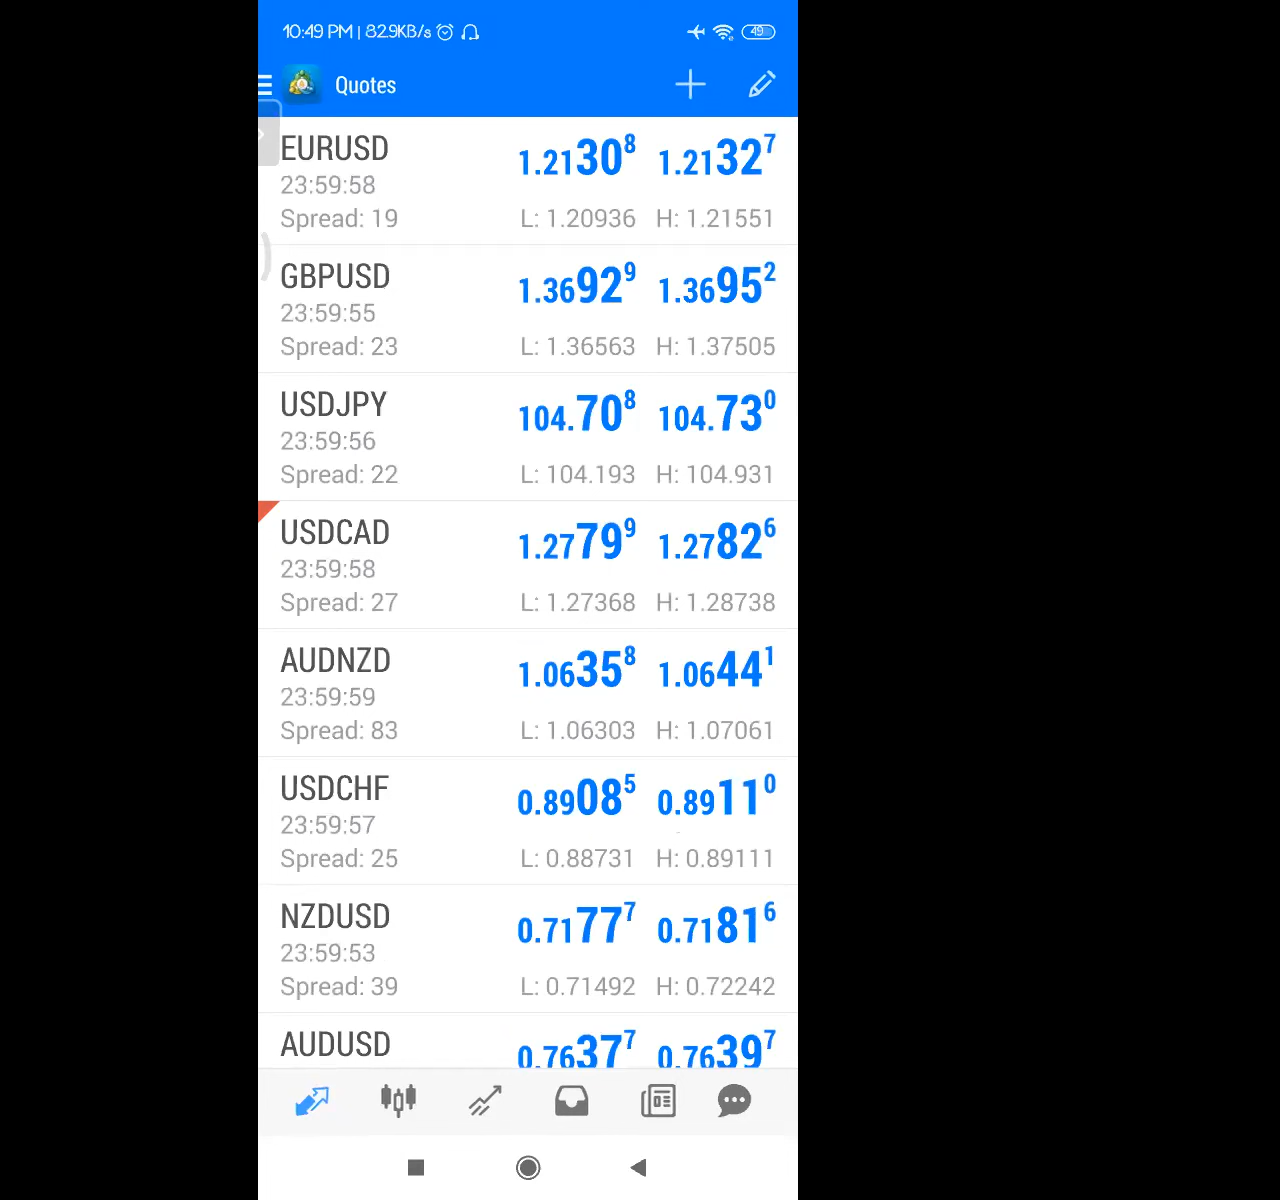 10:49 PM | 82.9KB/s 49
Quotes
EURUSD 1.21308 1.21327
23:59:58
Spread: 19 L: 1.20936 H: 1.21551
GBPUSD 1.36929 1.36952
23:59:55
Spread: 23 L: 1.36563 H: 1.37505
USDJPY 104.708 104.730
23:59:56
Spread: 22 L: 104.193 H: 104.931
USDCAD 1.27799 1.27826
23:59:58
Spread: 27 L: 1.27368 H: 1.28738
AUDNZD 1.06358 1.06441
23:59:59
Spread: 83 L: 1.06303 H: 1.07061
USDCHF 0.89085 0.89110
23:59:57
Spread: 25 L: 0.88731 H: 0.89111
NZDUSD 0.71777 0.71816
23:59:53
Spread: 39 L: 0.71492 H: 0.72242
AUDUSD 0.76377 0.76397